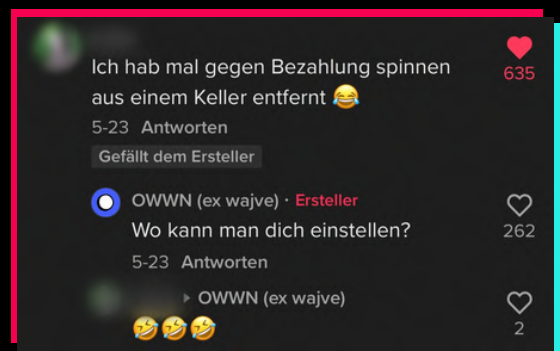 Ich hab mal gegen Bezahlung spinnen
aus einem Keller entfernt 😂
635
5-23 Antworten
Gefällt dem Ersteller
OWWN (ex wajve) · Ersteller
Wo kann man dich einstellen?
262
5-23 Antworten
▸ OWWN (ex wajve)
🤣🤣🤣
2